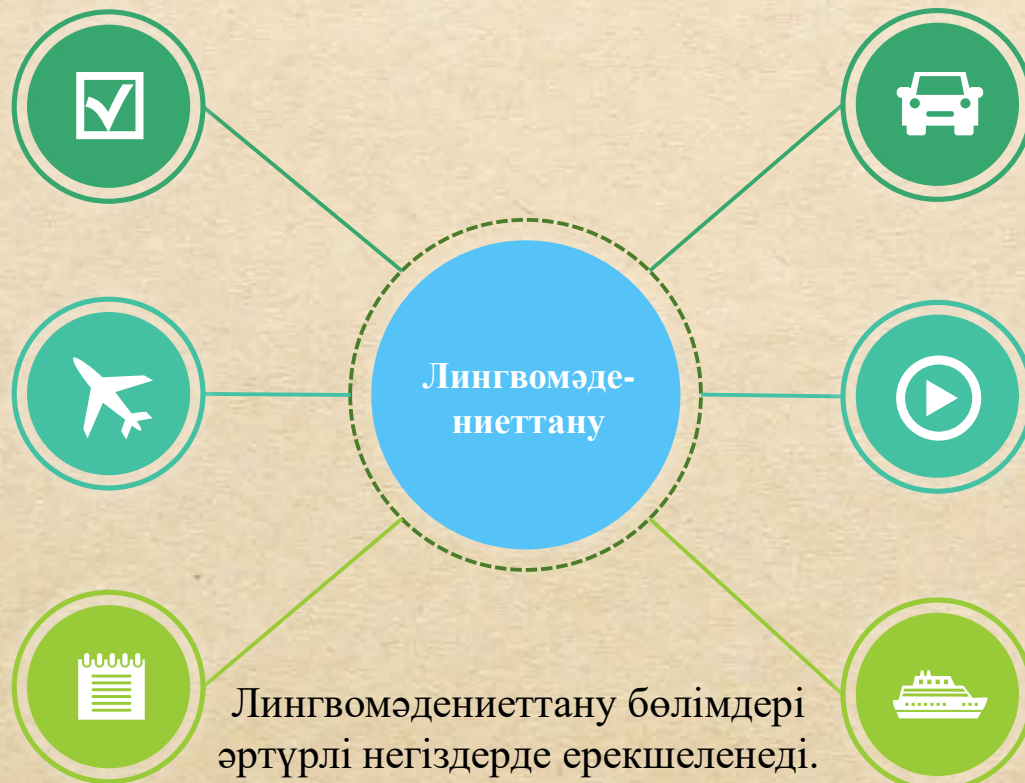 Лингвомәде-
ниеттану
Лингвомәдениеттану бөлімдері
әртүрлі негіздерде ерекшеленеді.